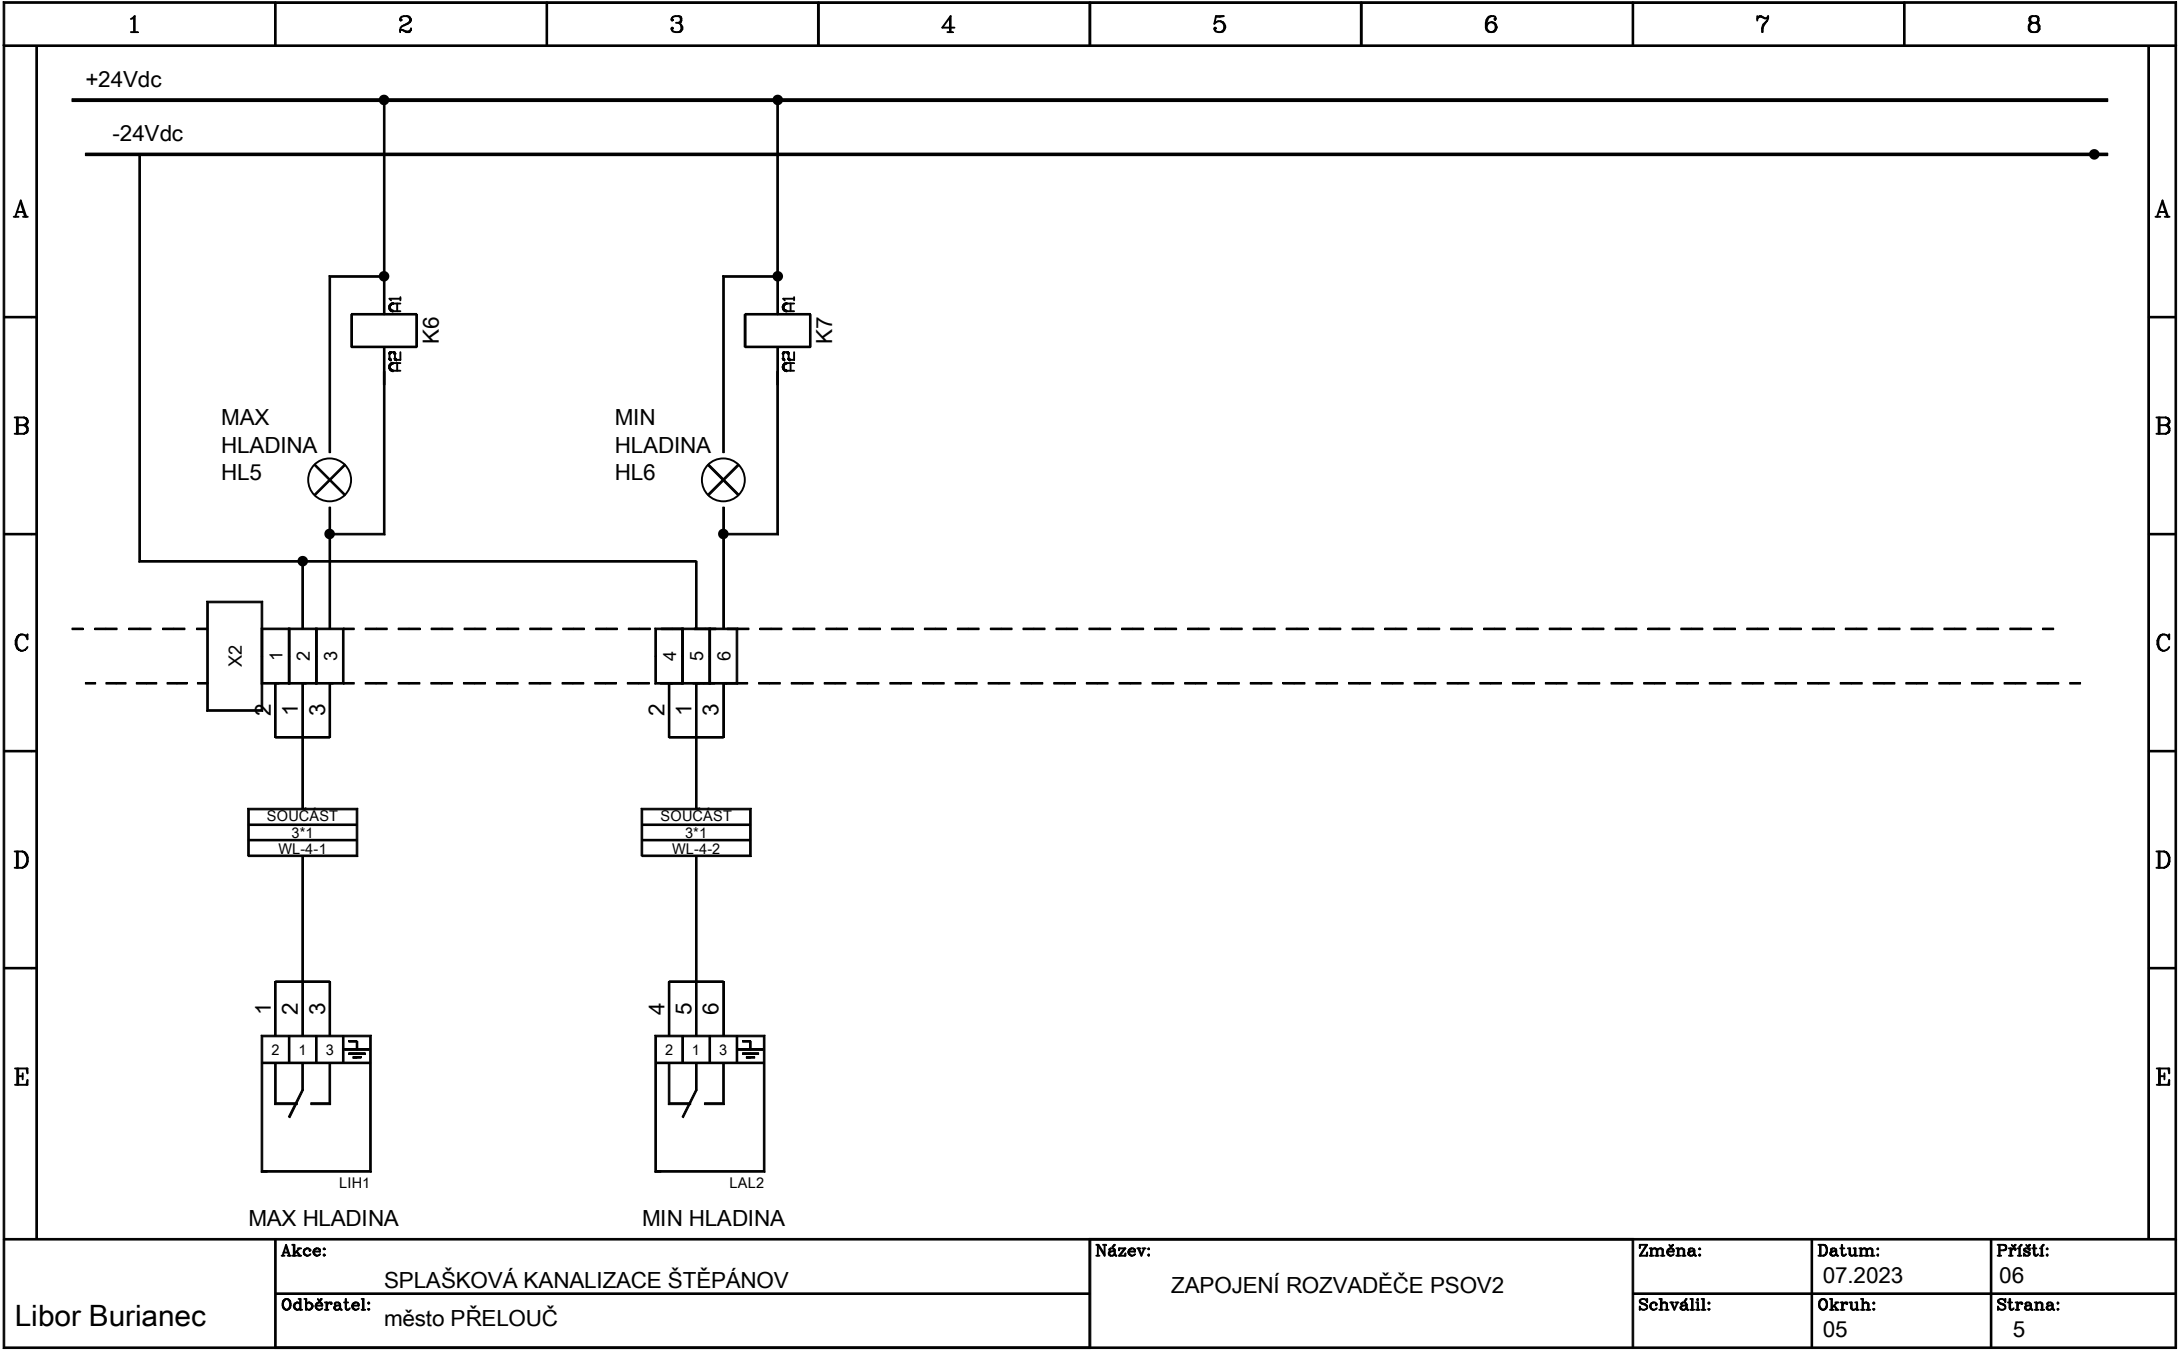 1 2 3 4 5 6 7 8
+24Vdc
-24Vdc
A A
A1 A1
K6 K7
A2 A2
B B
MAX
HLADINA
HL5
MIN
HLADINA
HL6
C C
X2 1 2 3 4 5 6
2 1 3 2 1 3
D D
SOUČÁST
3*1
WL-4-1
SOUČÁST
3*1
WL-4-2
1 2 3 4 5 6
2 1 3 2 1 3
E E
LIH1 LAL2
MAX HLADINA MIN HLADINA
Libor Burianec
Akce:
SPLAŠKOVÁ KANALIZACE ŠTĚPÁNOV
Odběratel: město PŘELOUČ
Název:
ZAPOJENÍ ROZVADĚČE PSOV2
Změna:
Schválil:
Datum:
07.2023
Okruh:
05
Příští:
06
Strana:
5